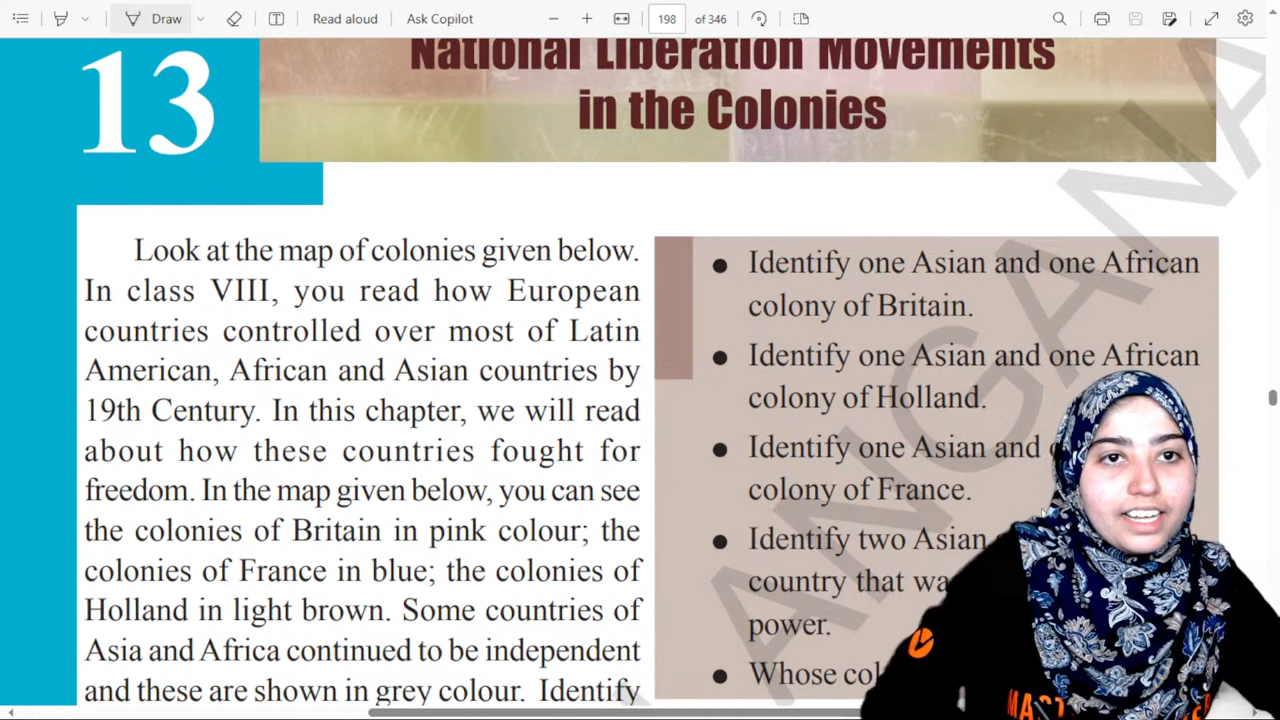 Draw
Read aloud
Ask Copilot
198
of 346
13
National Liberation Movements
in the Colonies
Look at the map of colonies given below.
In class VIII, you read how European
countries controlled over most of Latin
American, African and Asian countries by
19th Century. In this chapter, we will read
about how these countries fought for
freedom. In the map given below, you can see
the colonies of Britain in pink colour; the
colonies of France in blue; the colonies of
Holland in light brown. Some countries of
Asia and Africa continued to be independent
and these are shown in grey colour. Identify
● Identify one Asian and one African
colony of Britain.
● Identify one Asian and one African
colony of Holland.
● Identify one Asian and
colony of France.
● Identify two Asian
country that
power.
● Whose
ANGANA